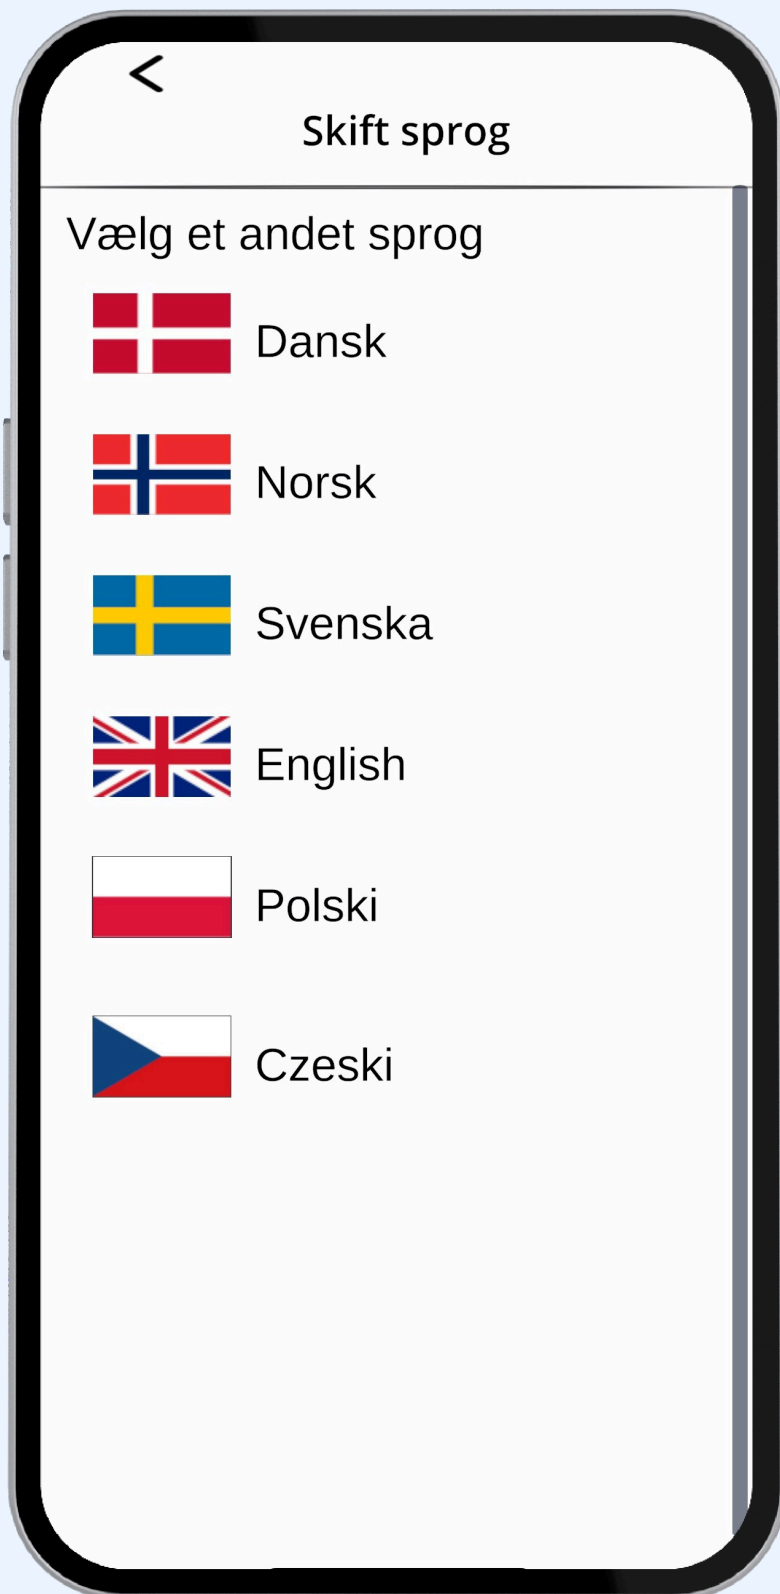 Skift sprog
Vælg et andet sprog
Dansk
Norsk
Svenska
English
Polski
Czeski